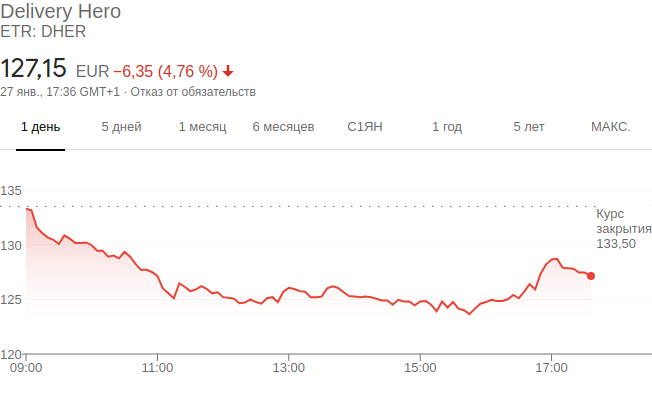 Delivery Hero
ETR: DHER
127,15 EUR −6,35 (4,76 %)
27 янв., 17:36 GMT+1 · Отказ от обязательств
1 день 5 дней 1 месяц 6 месяцев С1ЯН 1 год 5 лет МАКС.
135
Курс
закрытия
133,50
130
125
120
09:00 11:00 13:00 15:00 17:00